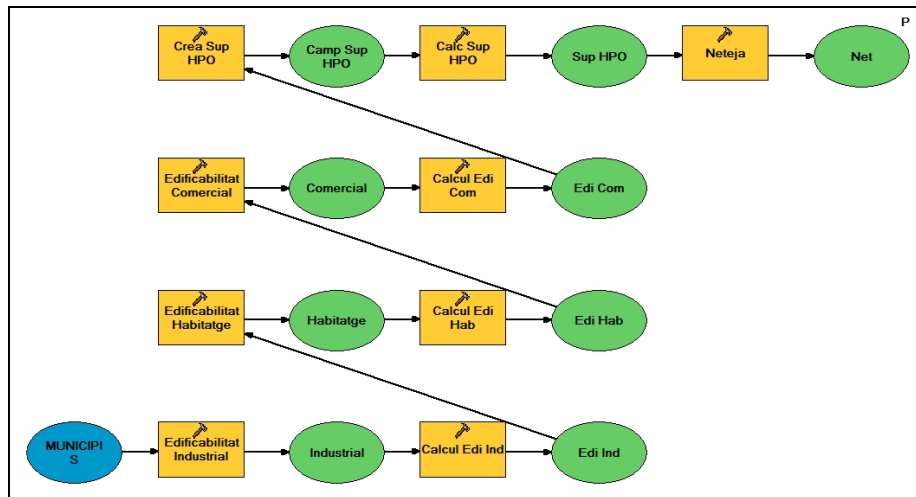 P
Crea Sup
HPO
Camp Sup
HPO
Calc Sup
HPO
Sup HPO
Neteja
Net
Edificabilitat
Comercial
Comercial
Calcul Edi
Com
Edi Com
Edificabilitat
Habitatge
Habitatge
Calcul Edi
Hab
Edi Hab
MUNICIPI
S
Edificabilitat
Industrial
Industrial
Calcul Edi Ind
Edi Ind